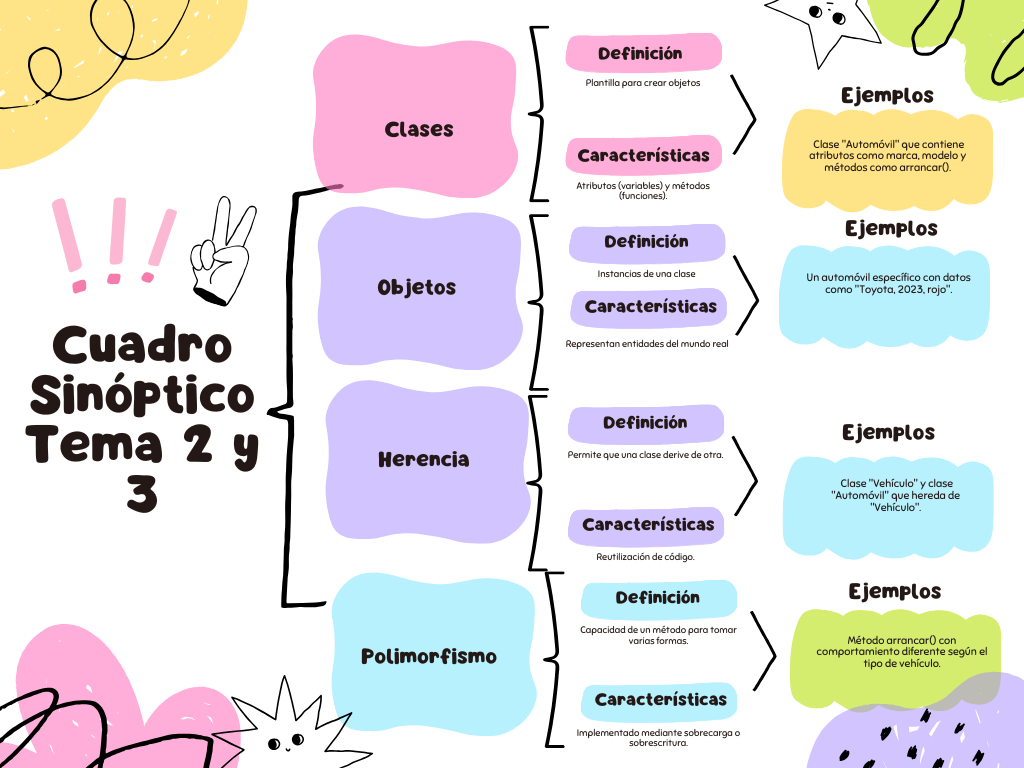 Cuadro
Sinóptico
Tema 2 y
3
Clases
Definición
Plantilla para crear objetos
Características
Atributos (variables) y métodos
(funciones).
Ejemplos
Clase "Automóvil" que contiene
atributos como marca, modelo y
métodos como arrancar().
Objetos
Definición
Instancias de una clase
Características
Representan entidades del mundo real
Ejemplos
Un automóvil específico con datos
como "Toyota, 2023, rojo".
Herencia
Definición
Permite que una clase derive de otra.
Características
Reutilización de código.
Ejemplos
Clase "Vehículo" y clase
"Automóvil" que hereda de
"Vehículo".
Polimorfismo
Definición
Capacidad de un método para tomar
varias formas.
Características
Implementado mediante sobrecarga o
sobrescritura.
Ejemplos
Método arrancar() con
comportamiento diferente según el
tipo de vehículo.